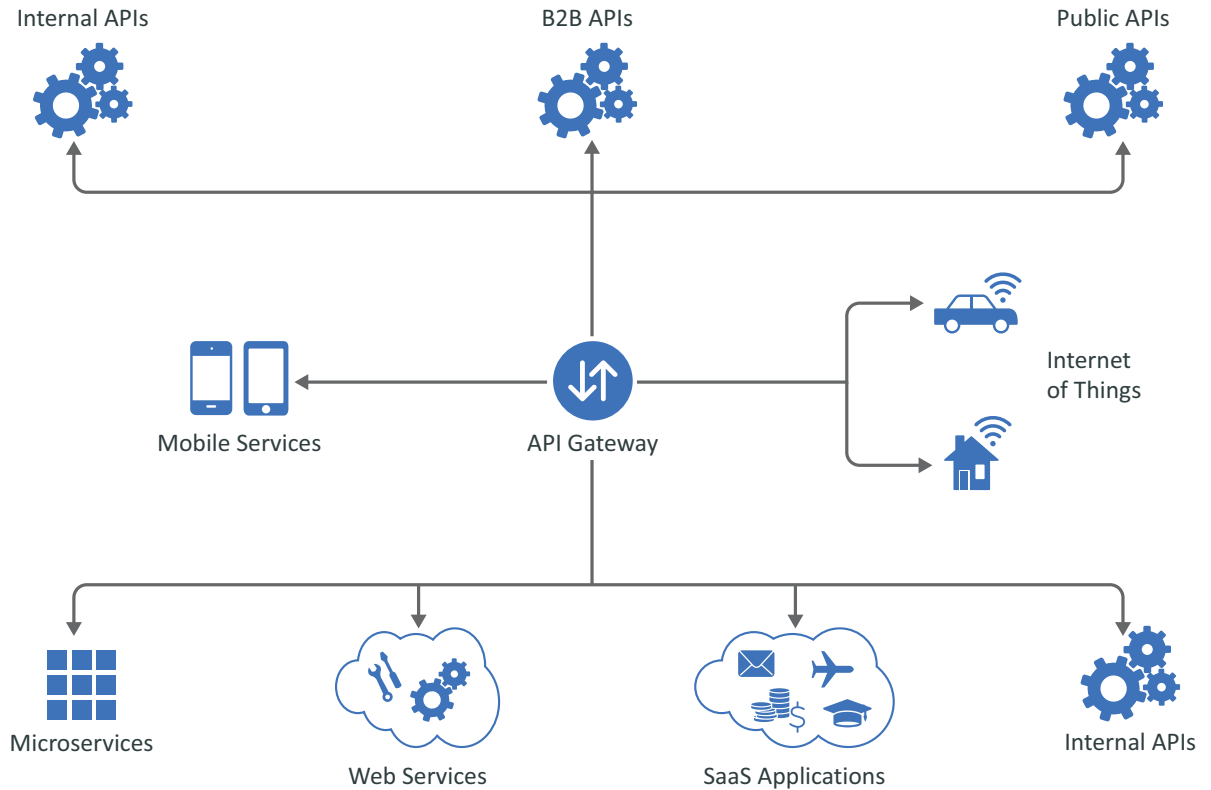 Internal APIs
B2B APIs
Public APIs
Internet
of Things
Mobile Services
API Gateway
Microservices
Web Services
SaaS Applications
$
Internal APIs